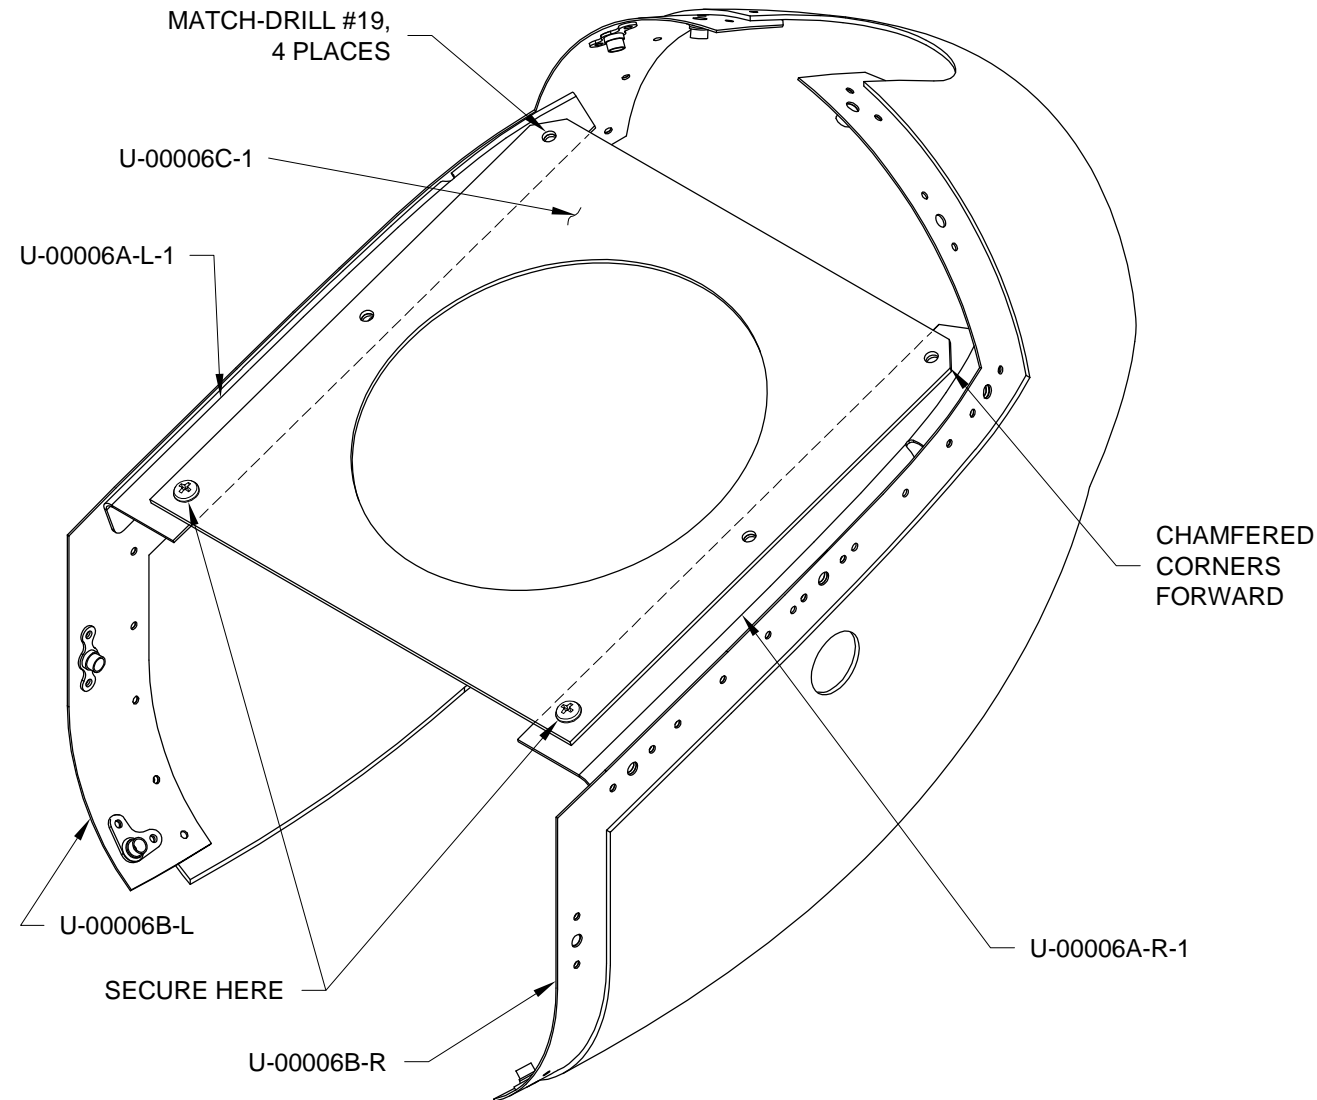 MATCH-DRILL #19,
4 PLACES
U-00006C-1
U-00006A-L-1
CHAMFERED
CORNERS
FORWARD
U-00006B-L
U-00006A-R-1
SECURE HERE
U-00006B-R